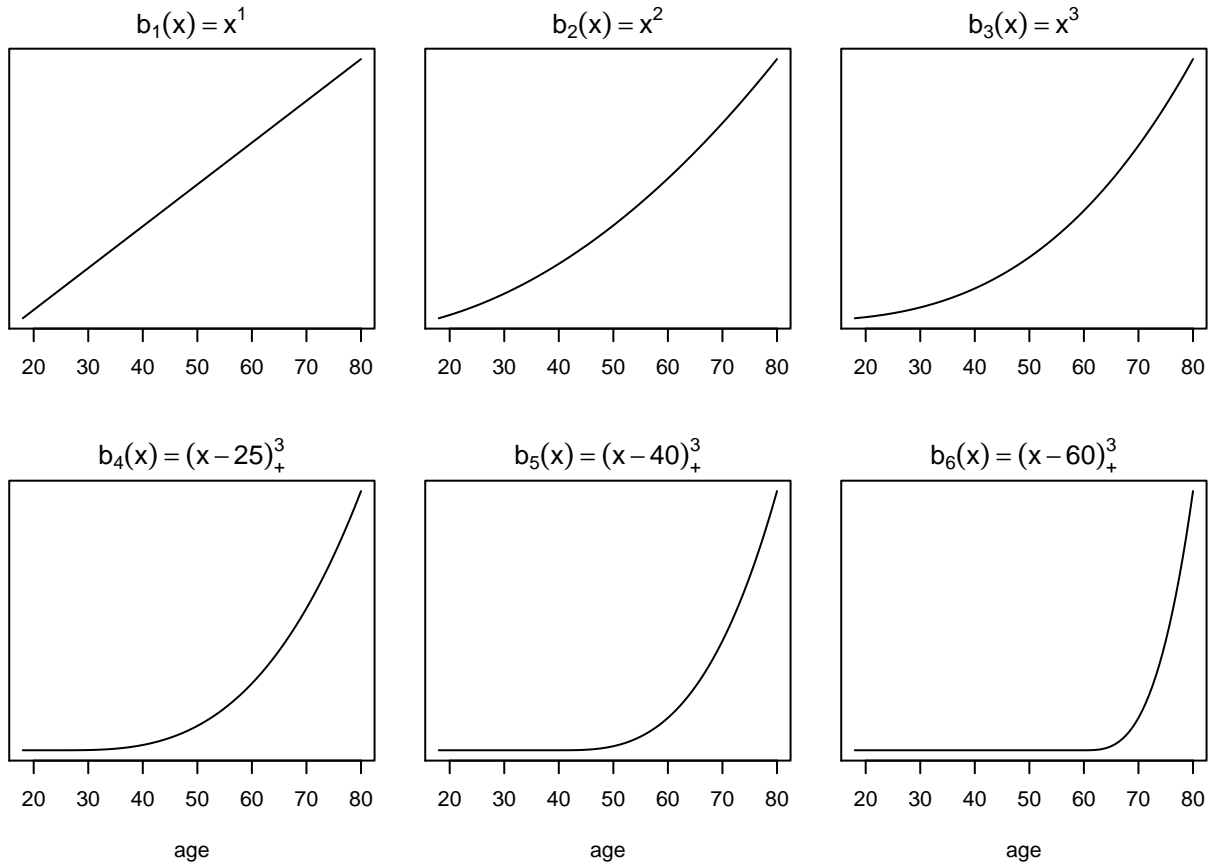 b₁(x) = x¹
b₂(x) = x²
b₃(x) = x³
20 30 40 50 60 70 80
20 30 40 50 60 70 80
20 30 40 50 60 70 80
b₄(x) = (x − 25)³₊
b₅(x) = (x − 40)³₊
b₆(x) = (x − 60)³₊
20 30 40 50 60 70 80
20 30 40 50 60 70 80
20 30 40 50 60 70 80
age
age
age